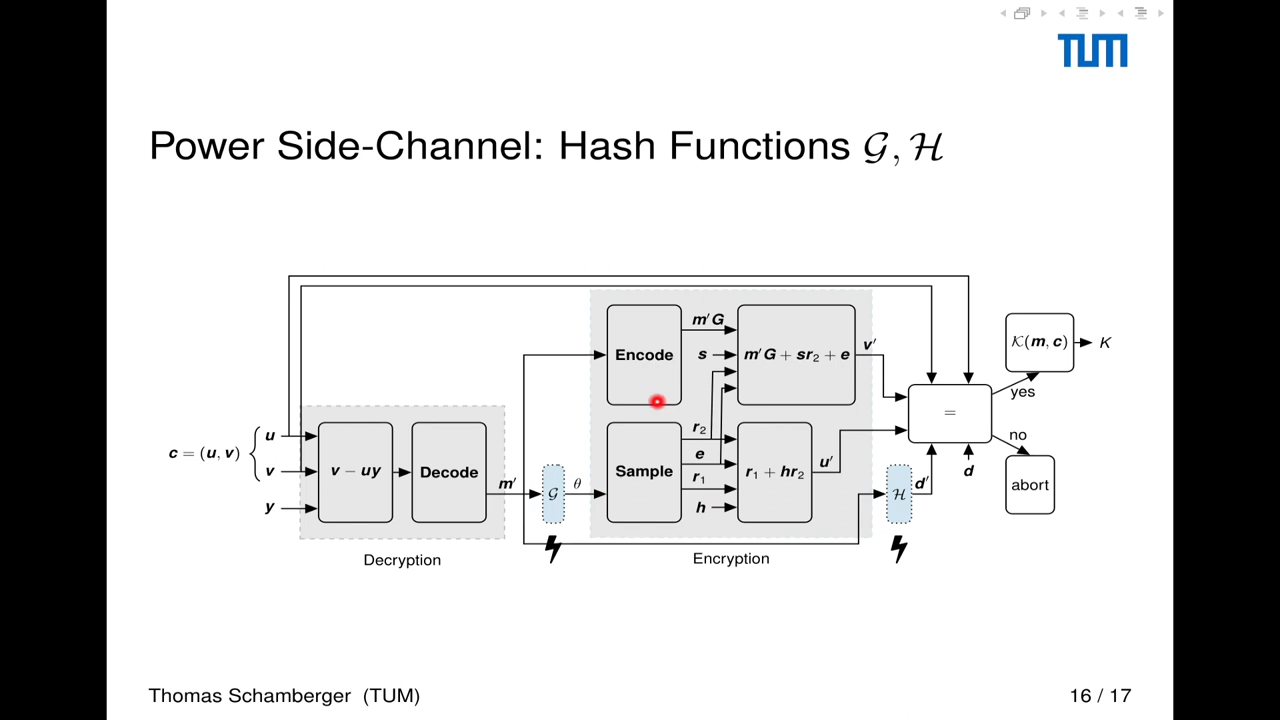 TUM
Power Side-Channel: Hash Functions 𝒢, ℋ
c = (u, v)
u
v
y
v − uy
Decode
m′
Decryption
𝒢
θ
Encode
Sample
m′G
s
r₂
e
r₁
h
m′G + sr₂ + e
r₁ + hr₂
v′
u′
Encryption
ℋ
d′
=
d
yes
no
𝒦(m, c)
K
abort
Thomas Schamberger (TUM)
16 / 17